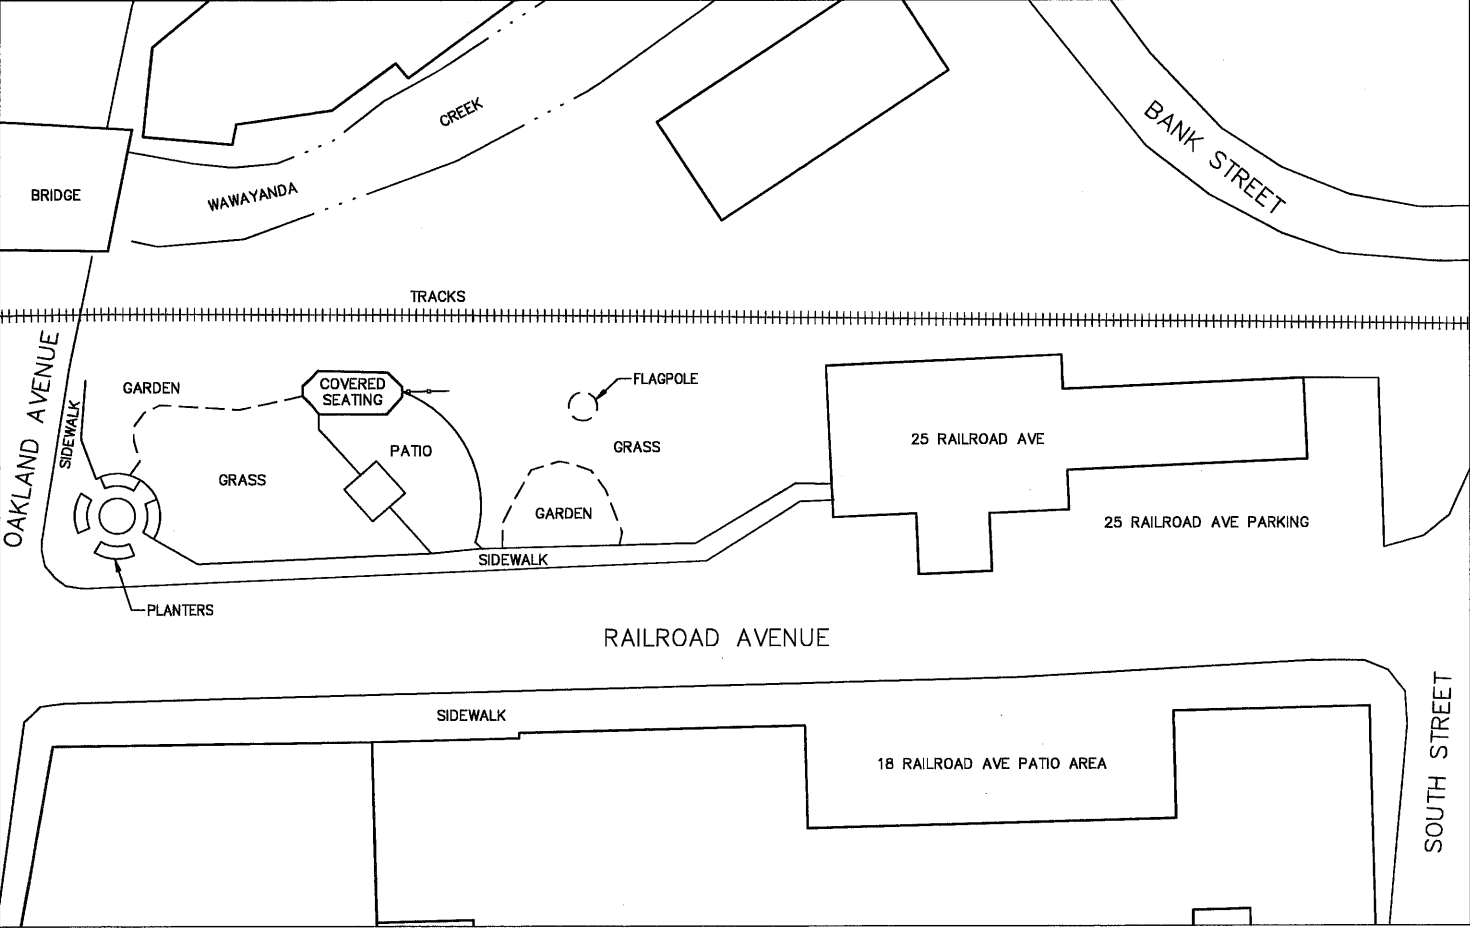 BANK STREET
CREEK
WAWAYANDA
BRIDGE
TRACKS
OAKLAND AVENUE
SIDEWALK
GARDEN
COVERED
SEATING
FLAGPOLE
PATIO
GRASS
GRASS
GARDEN
25 RAILROAD AVE
25 RAILROAD AVE PARKING
SIDEWALK
PLANTERS
RAILROAD AVENUE
SIDEWALK
18 RAILROAD AVE PATIO AREA
SOUTH STREET